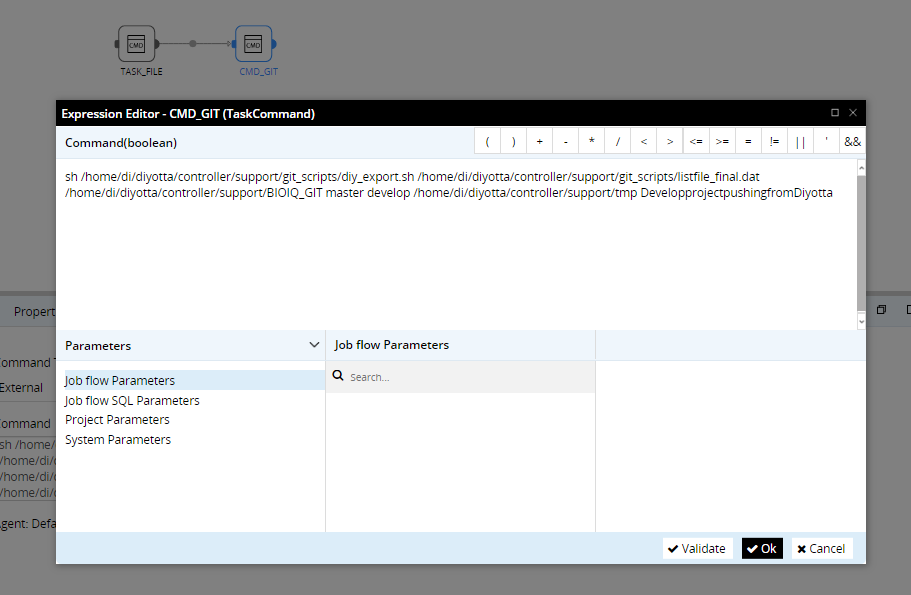 CMD
CMD
TASK_FILE
CMD_GIT
Expression Editor - CMD_GIT (TaskCommand)
Command(boolean)
( ) + - * / < > <= >= = != || ' &&
sh /home/di/diyotta/controller/support/git_scripts/diy_export.sh /home/di/diyotta/controller/support/git_scripts/listfile_final.dat
/home/di/diyotta/controller/support/BIOIQ_GIT master develop /home/di/diyotta/controller/support/tmp DevelopprojectpushingfromDiyotta
Propert
Parameters
Job flow Parameters
Search...
Job flow Parameters
Job flow SQL Parameters
Project Parameters
System Parameters
ommand T
External
ommand
sh /home/
/home/di/d
/home/di/d
/home/di/d
gent: Defa
Validate
Ok
Cancel